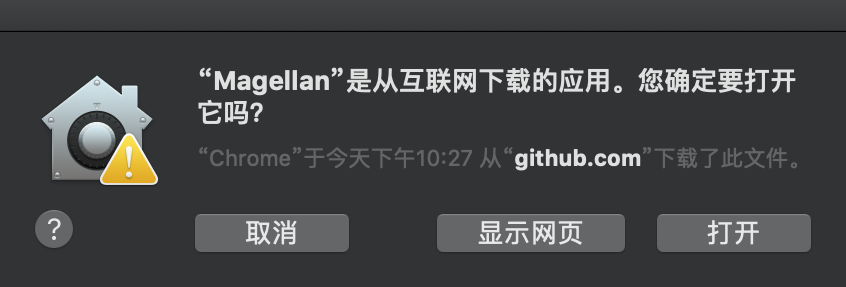 “Magellan”是从互联网下载的应用。您确定要打开
它吗？
“Chrome”于今天下午10:27 从“github.com”下载了此文件。
?
取消
显示网页
打开